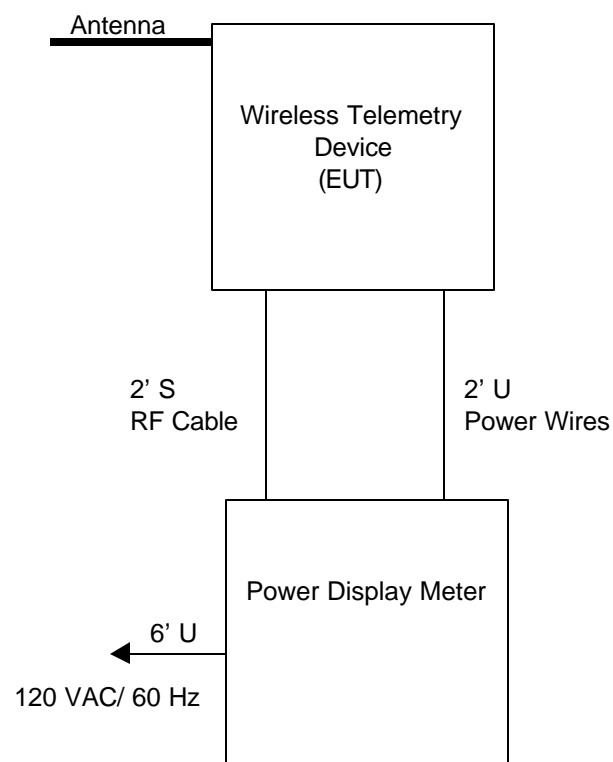 Antenna
Wireless Telemetry
Device
(EUT)
2' S
RF Cable
2' U
Power Wires
Power Display Meter
6' U
120 VAC/ 60 Hz